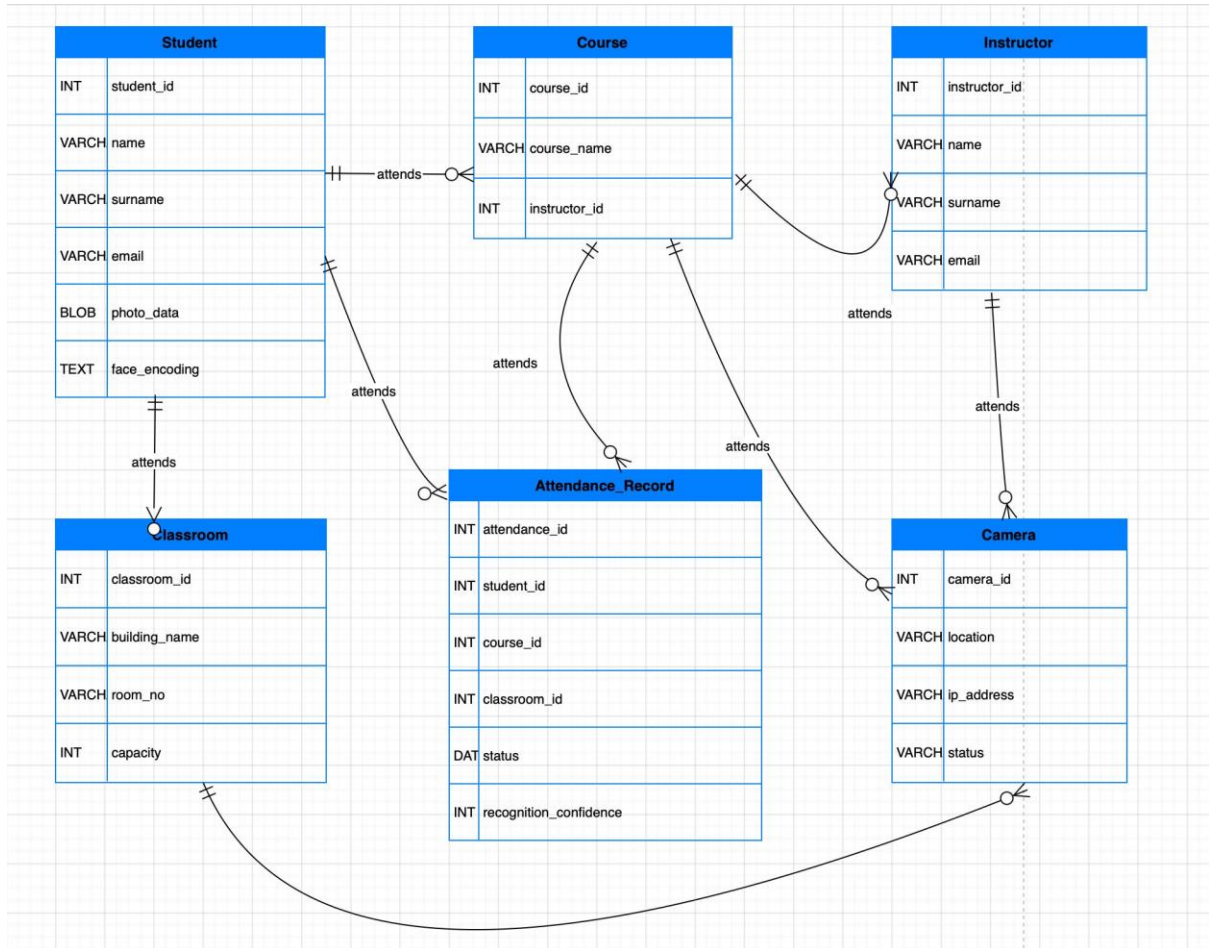 Student
INT student_id
VARCH name
VARCH surname
VARCH email
BLOB photo_data
TEXT face_encoding
Course
INT course_id
VARCH course_name
INT instructor_id
Instructor
INT instructor_id
VARCH name
VARCH surname
VARCH email
attends
attends
attends
attends
attends
attends
attends
Classroom
INT classroom_id
VARCH building_name
VARCH room_no
INT capacity
Attendance_Record
INT attendance_id
INT student_id
INT course_id
INT classroom_id
DAT status
INT recognition_confidence
Camera
INT camera_id
VARCH location
VARCH ip_address
VARCH status